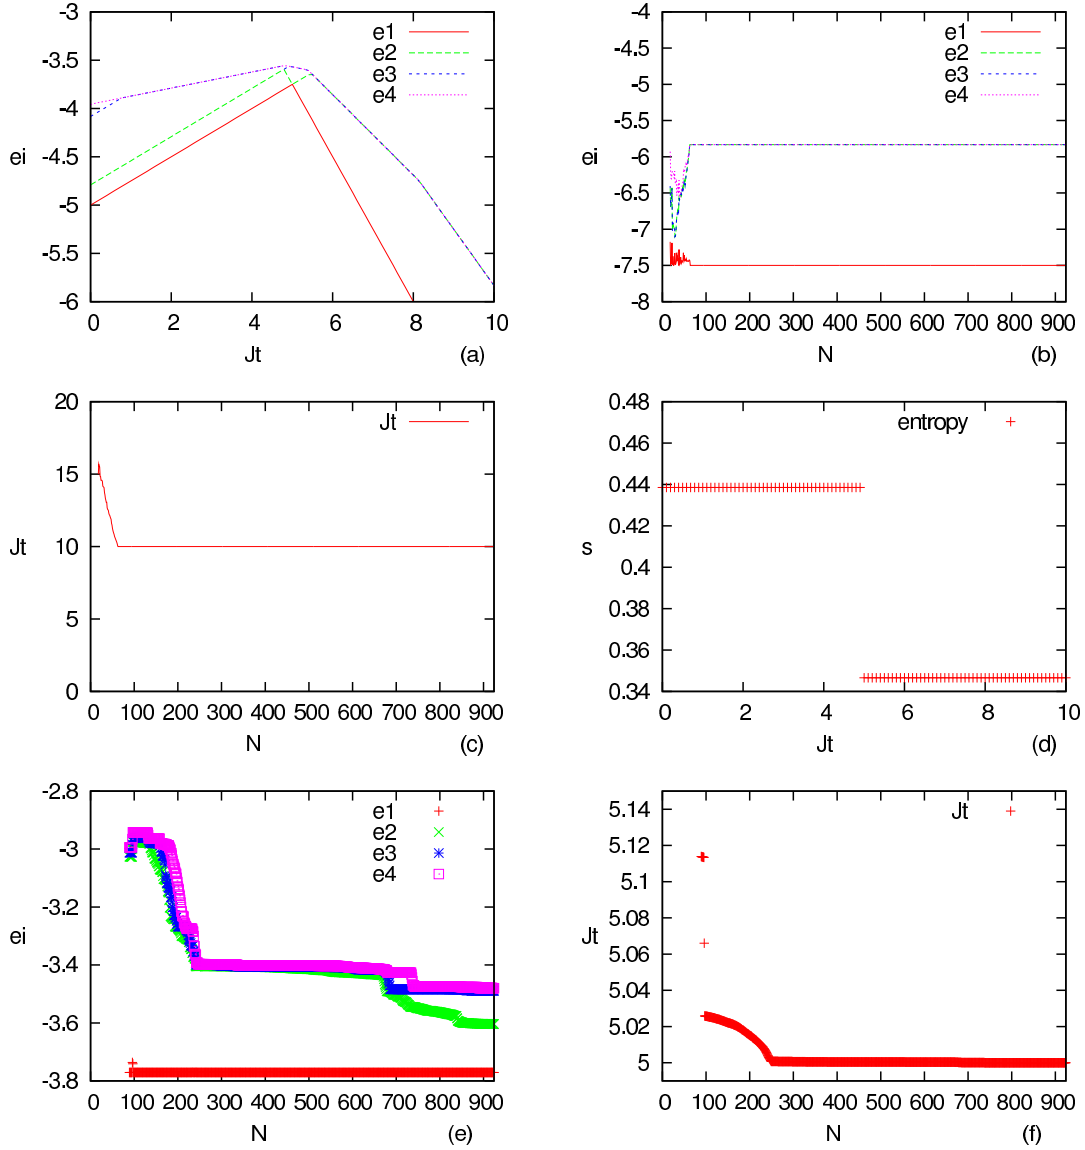 -3
-3.5
-4
-4.5
-5
-5.5
-6
ei
e1
e2
e3
e4
0 2 4 6 8 10
Jt
(a)
-4
-4.5
-5
-5.5
-6
-6.5
-7
-7.5
-8
ei
e1
e2
e3
e4
0 100 200 300 400 500 600 700 800 900
N
(b)
20
15
10
5
0
Jt
Jt
0 100 200 300 400 500 600 700 800 900
N
(c)
0.48
0.46
0.44
0.42
0.4
0.38
0.36
0.34
s
entropy
0 2 4 6 8 10
Jt
(d)
-2.8
-3
-3.2
-3.4
-3.6
-3.8
ei
e1
e2
e3
e4
0 100 200 300 400 500 600 700 800 900
N
(e)
5.14
5.12
5.1
5.08
5.06
5.04
5.02
5
Jt
Jt
0 100 200 300 400 500 600 700 800 900
N
(f)